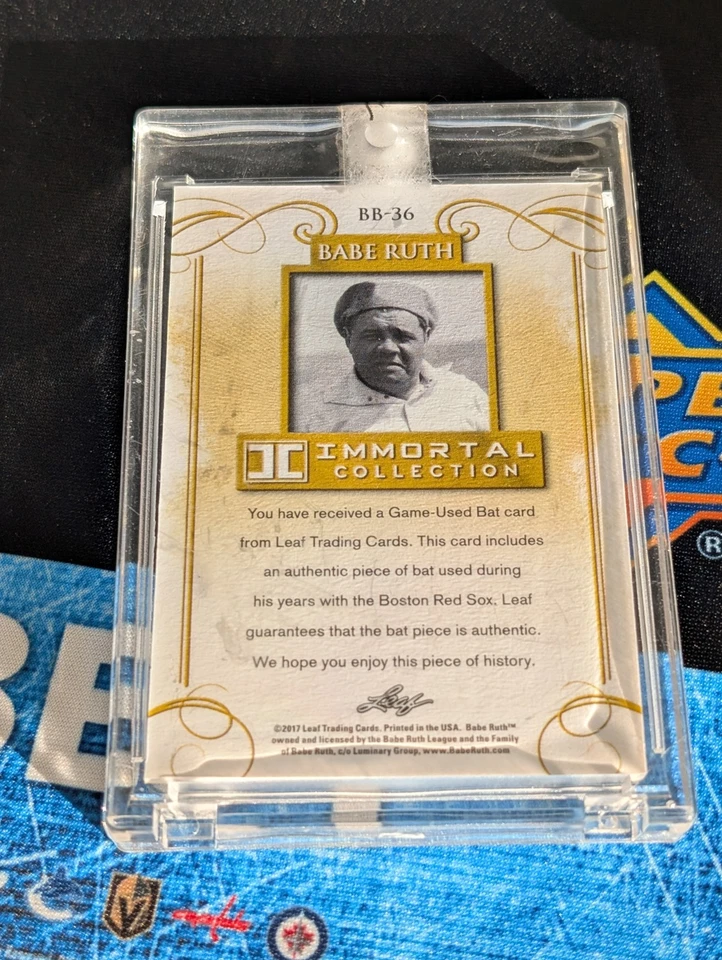 BB-36
BABE RUTH
IMMORTAL
COLLECTION
You have received a Game-Used Bat card
from Leaf Trading Cards. This card includes
an authentic piece of bat used during
his years with the Boston Red Sox. Leaf
guarantees that the bat piece is authentic.
We hope you enjoy this piece of history.
Leaf
©2017 Leaf Trading Cards. Printed in the USA. Babe Ruth™
owned and licensed by the Babe Ruth League and the Family
of Babe Ruth, c/o Luminary Group, www.BabeRuth.com
®
BE